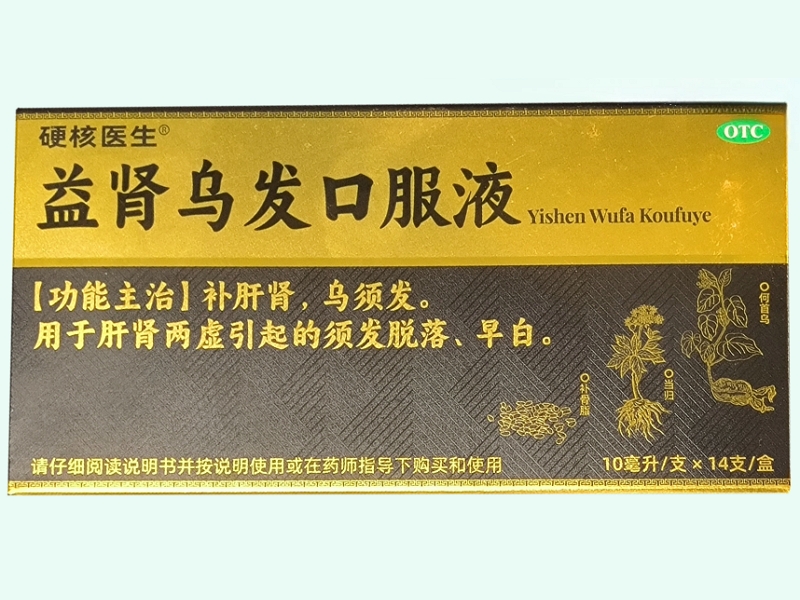 硬核医生®
OTC
益肾乌发口服液 Yishen Wufa Koufuye
【功能主治】补肝肾，乌须发。
用于肝肾两虚引起的须发脱落、早白。
何首乌
当归
补骨脂
请仔细阅读说明书并按说明使用或在药师指导下购买和使用
10毫升/支×14支/盒